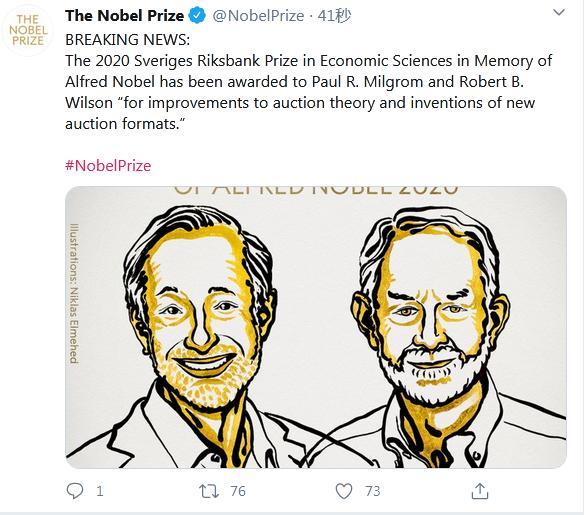 THE
NOBEL
PRIZE
The Nobel Prize @NobelPrize · 41秒
BREAKING NEWS:
The 2020 Sveriges Riksbank Prize in Economic Sciences in Memory of
Alfred Nobel has been awarded to Paul R. Milgrom and Robert B.
Wilson “for improvements to auction theory and inventions of new
auction formats.”
#NobelPrize
OF ALFRED NOBEL 2020
Illustrations: Niklas Elmehed
1 76 73